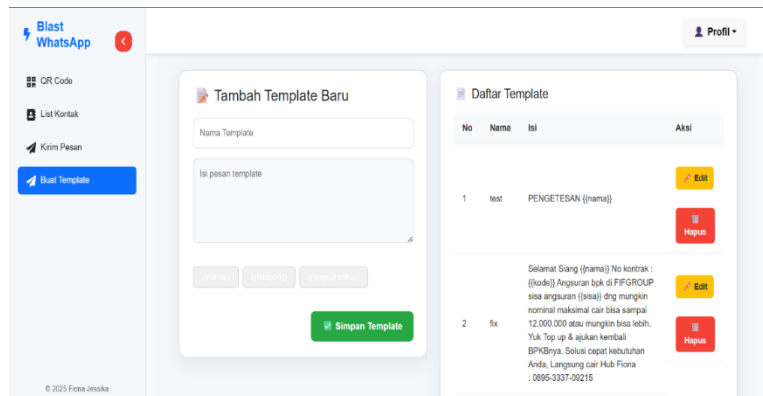 Blast
WhatsApp
Profil
QR Code
List Kontak
Kirim Pesan
Buat Template
© 2025 Fiona Jessika
Tambah Template Baru
Nama Template
Isi pesan template
Simpan Template
Daftar Template
No Nama Isi Aksi
1 test PENGETESAN {{nama}}
Edit
Hapus
2 fix
Selamat Siang {{nama}} No kontrak :
{{kode}} Angsuran bpk di FIFGROUP
sisa angsuran {{sisa}} dng mungkin
nominal maksimal cair bisa sampai
12.000.000 atau mungkin bisa lebih.
Yuk Top up & ajukan kembali
BPKBnya. Solusi cepat kebutuhan
Anda, Langsung cair Hub Fiona
: 0895-3337-09215
Edit
Hapus